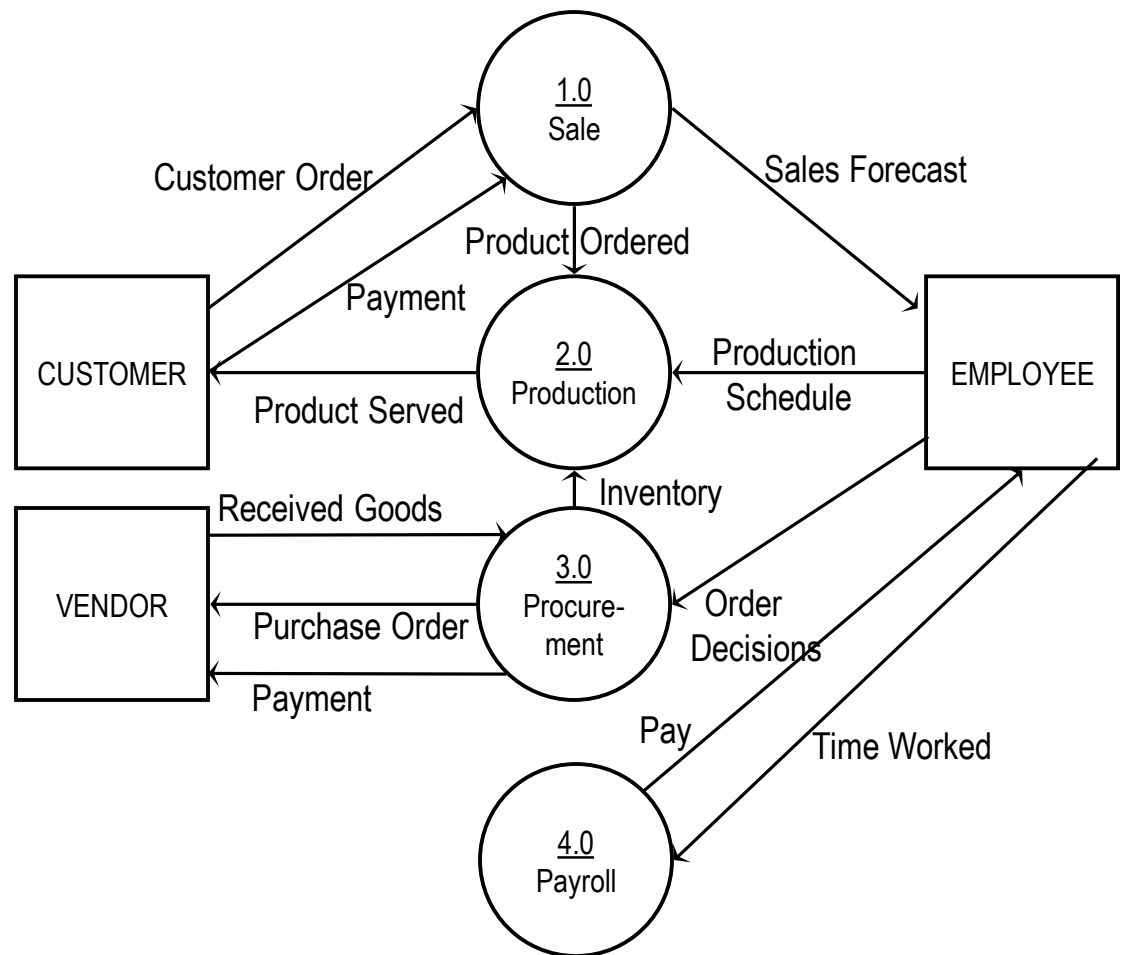 1.0
Sale
Customer Order
Sales Forecast
Product Ordered
Payment
CUSTOMER
2.0
Production
Production
Schedule
EMPLOYEE
Product Served
Received Goods
Inventory
VENDOR
3.0
Procure-
ment
Purchase Order
Order
Decisions
Payment
Pay
Time Worked
4.0
Payroll